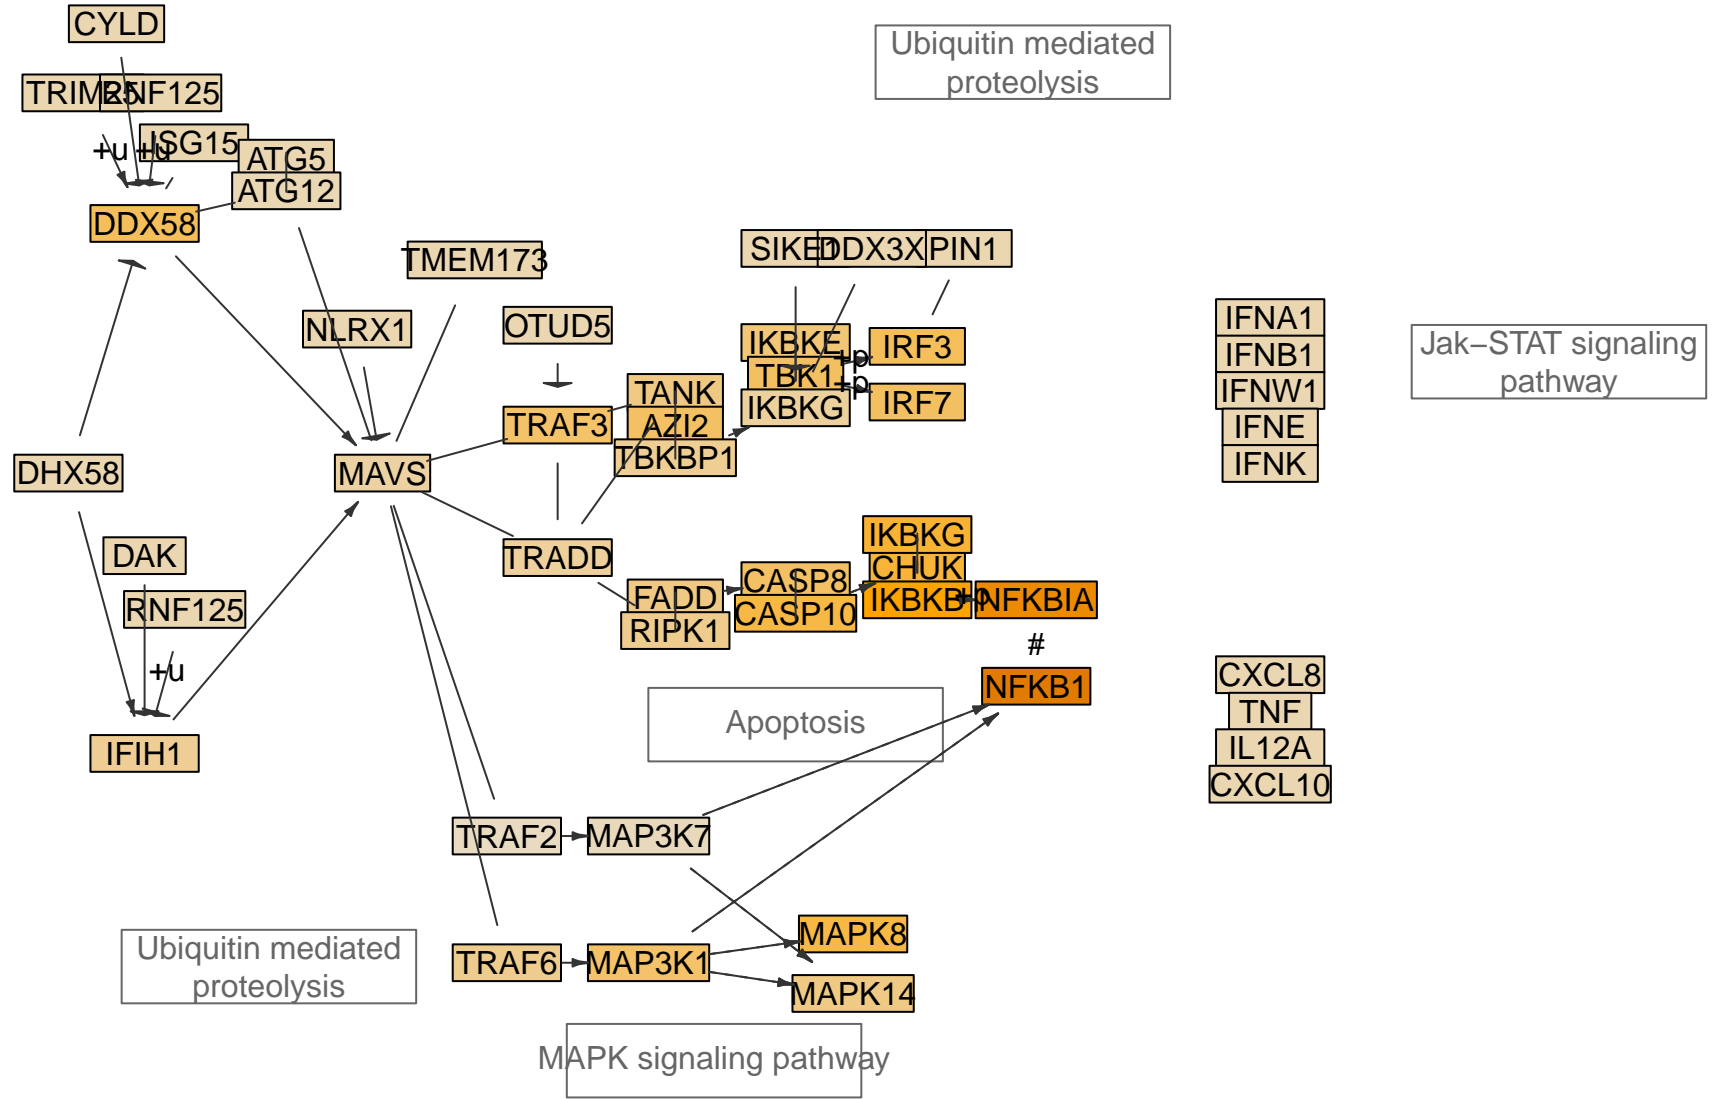 CYLD
Ubiquitin mediated
proteolysis
TRIM25
RNF125
ISG15
+u
+u
ATG5
ATG12
DDX58
TMEM173
SIKE1
DDX3X
PIN1
NLRX1
OTUD5
IKBKE
+p
IRF3
TBK1
+p
IKBKG
IRF7
IFNA1
IFNB1
IFNW1
IFNE
IFNK
Jak−STAT signaling
pathway
TRAF3
TANK
AZI2
TBKBP1
DHX58
MAVS
DAK
RNF125
+u
IFIH1
TRADD
FADD
RIPK1
CASP8
CASP10
IKBKG
CHUK
IKBKB
+p
NFKBIA
#
NFKB1
Apoptosis
CXCL8
TNF
IL12A
CXCL10
TRAF2
MAP3K7
TRAF6
MAP3K1
MAPK8
MAPK14
Ubiquitin mediated
proteolysis
MAPK signaling pathway